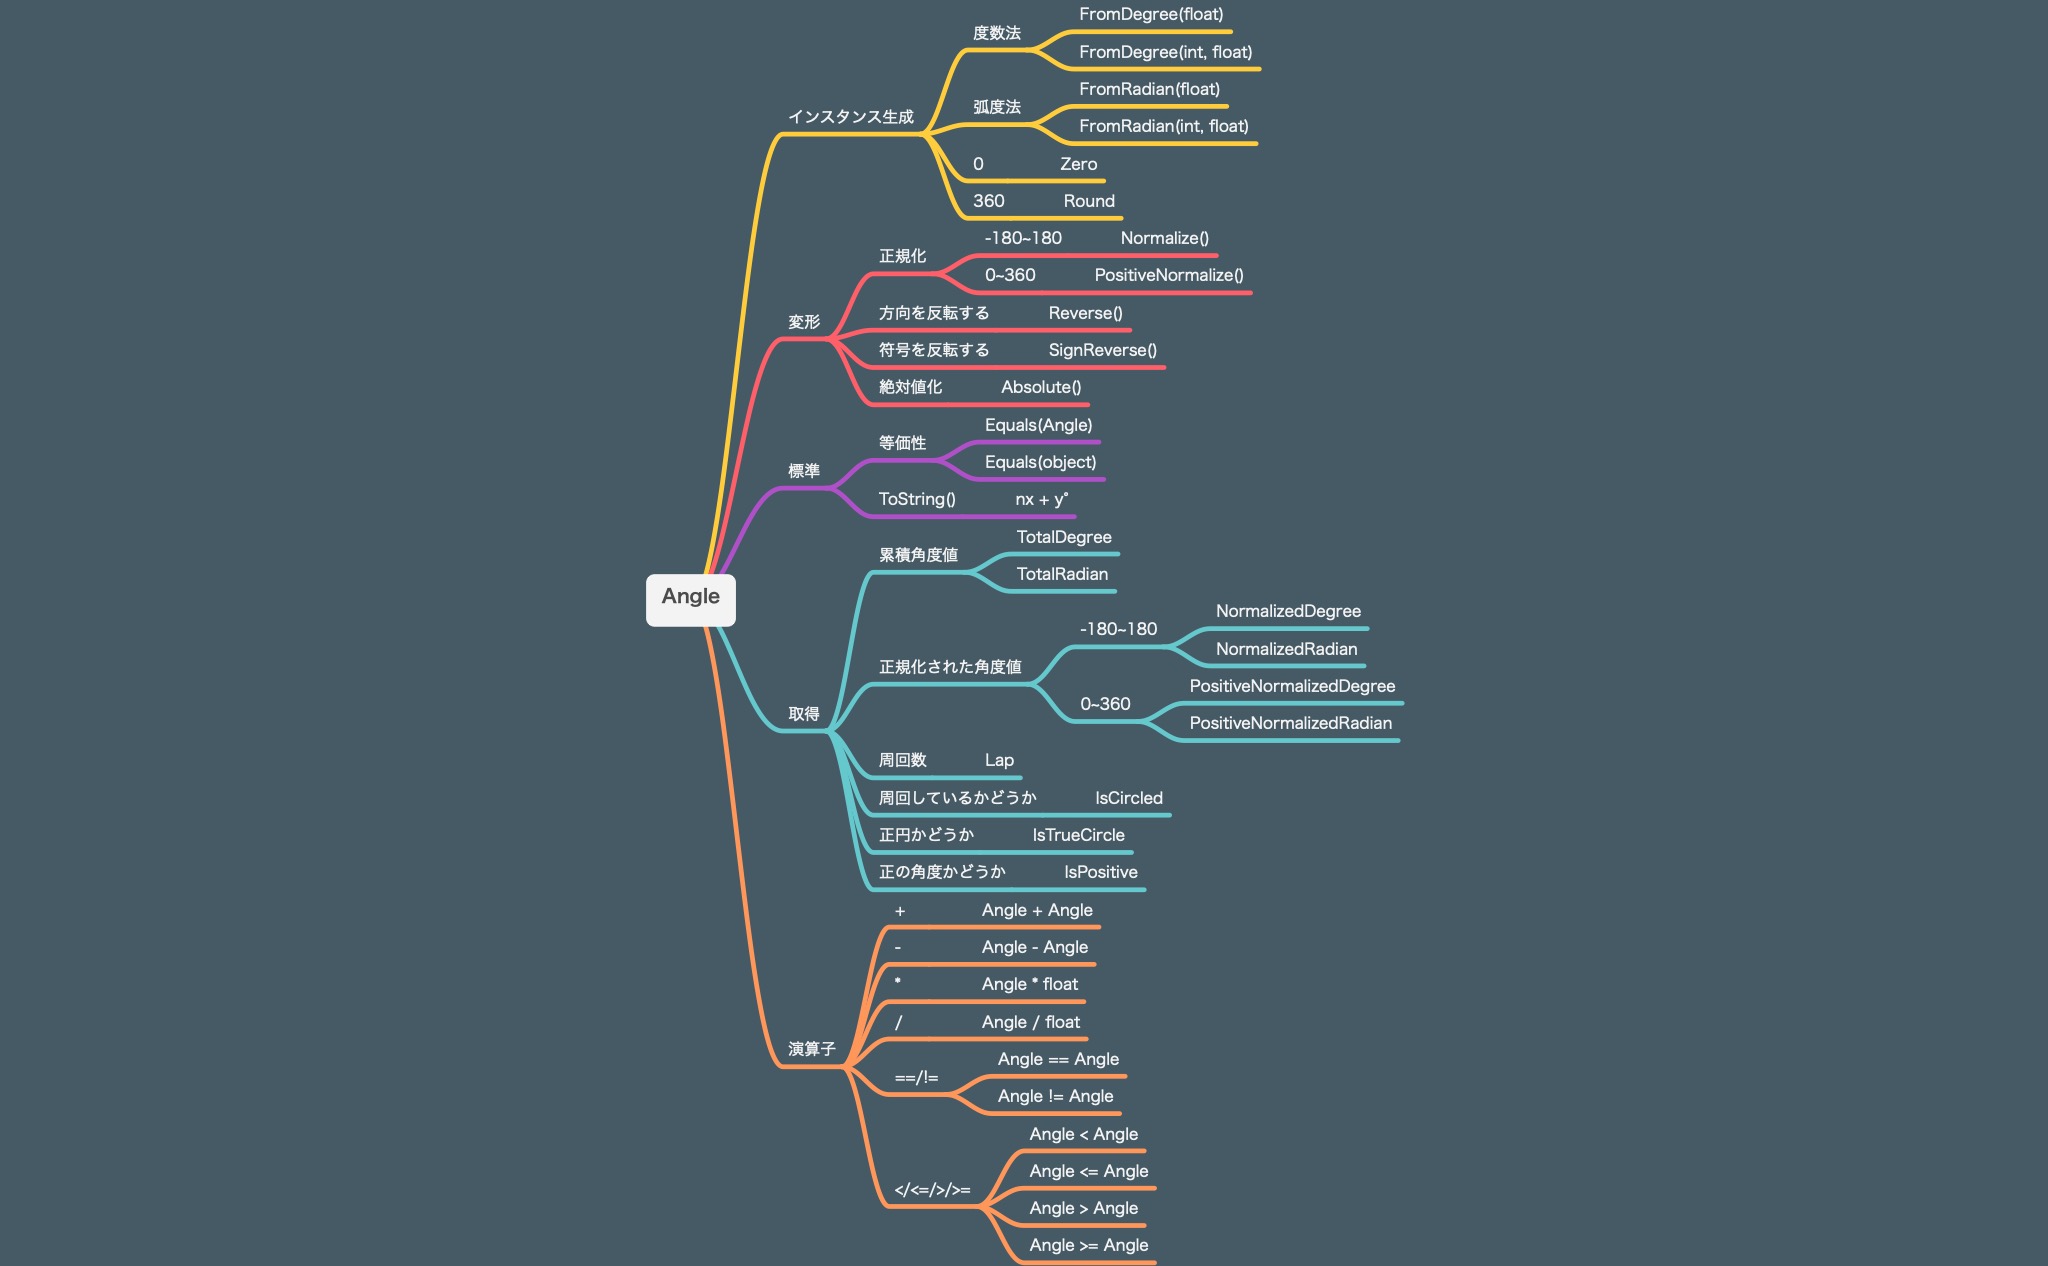 Angle
インスタンス生成
度数法
FromDegree(float)
FromDegree(int, float)
弧度法
FromRadian(float)
FromRadian(int, float)
0 Zero
360 Round
変形
正規化
-180~180 Normalize()
0~360 PositiveNormalize()
方向を反転する Reverse()
符号を反転する SignReverse()
絶対値化 Absolute()
標準
等価性
Equals(Angle)
Equals(object)
ToString() nx + y°
取得
累積角度値
TotalDegree
TotalRadian
正規化された角度値
-180~180
NormalizedDegree
NormalizedRadian
0~360
PositiveNormalizedDegree
PositiveNormalizedRadian
周回数 Lap
周回しているかどうか IsCircled
正円かどうか IsTrueCircle
正の角度かどうか IsPositive
演算子
+ Angle + Angle
- Angle - Angle
* Angle * float
/ Angle / float
==/!=
Angle == Angle
Angle != Angle
</<=/>/>=
Angle < Angle
Angle <= Angle
Angle > Angle
Angle >= Angle